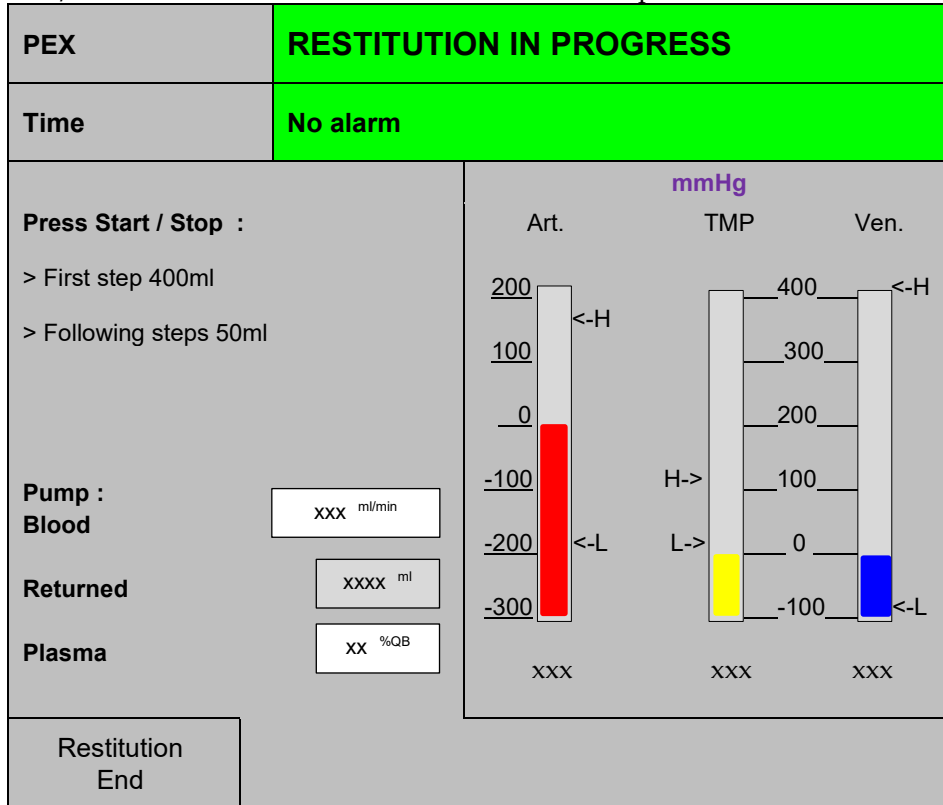 PEX
RESTITUTION IN PROGRESS
Time
No alarm
Press Start / Stop :
> First step 400ml
> Following steps 50ml
Pump :
Blood
xxx ml/min
Returned
xxxx ml
Plasma
xx %QB
mmHg
Art. TMP Ven.
200 400 <-H
<-H
100 300
0 200
-100 H-> 100
-200 <-L L-> 0
-300 -100 <-L
xxx xxx xxx
Restitution
End